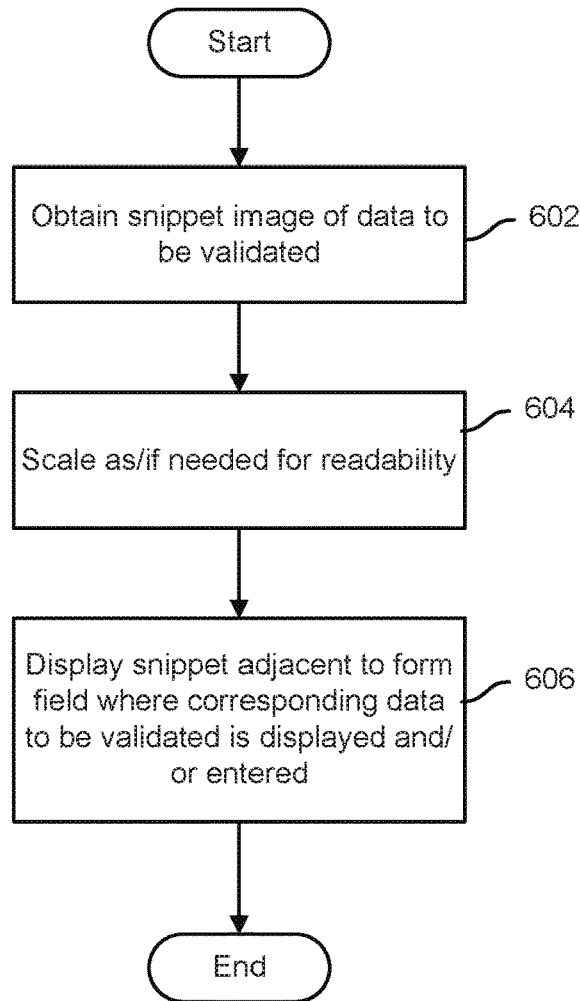 Start
Obtain snippet image of data to
be validated
602
604
Scale as/if needed for readability
Display snippet adjacent to form
field where corresponding data
to be validated is displayed and/
or entered
606
End